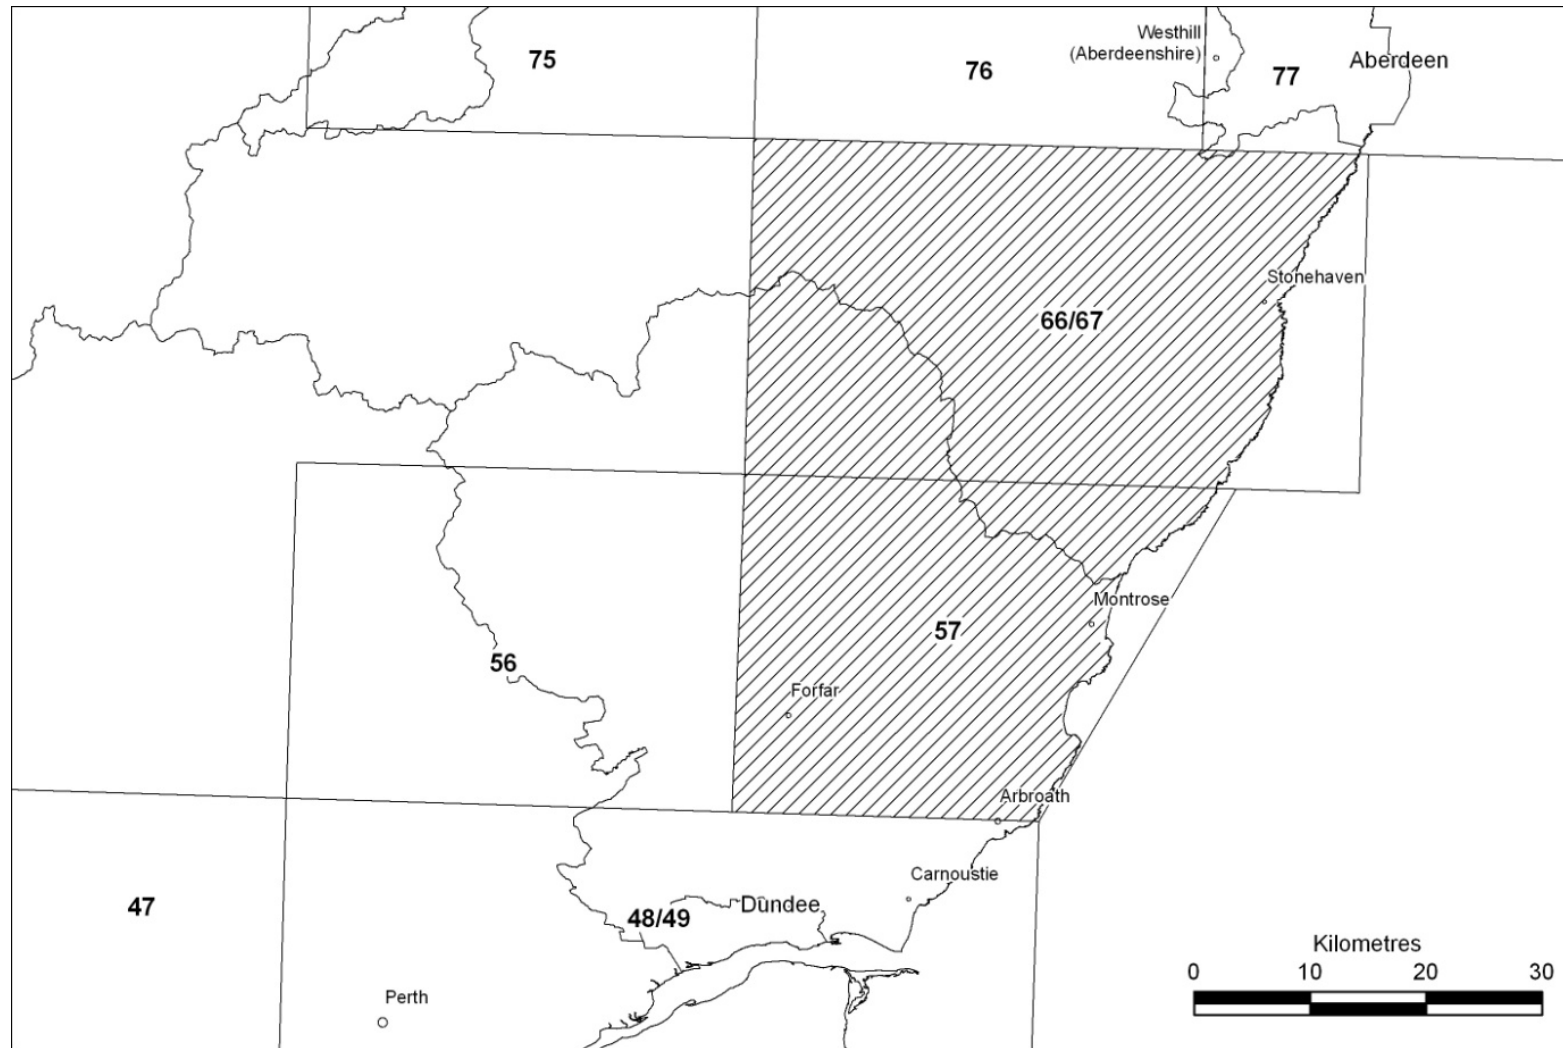 Westhill
(Aberdeenshire)
Aberdeen
75
76
77
Stonehaven
66/67
Montrose
57
56
Forfar
Arbroath
Carnoustie
47
48/49
Dundee
Kilometres
0 10 20 30
Perth